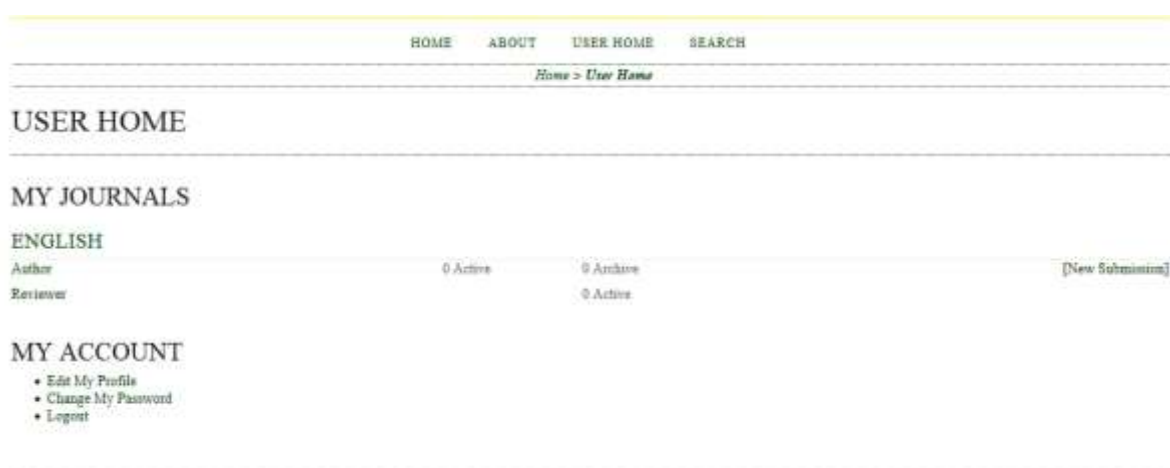 HOME ABOUT USER HOME SEARCH
Home > User Home
USER HOME
MY JOURNALS
ENGLISH
Author 0 Active 0 Archive [New Submission]
Reviewer 0 Active
MY ACCOUNT
• Edit My Profile
• Change My Password
• Logout